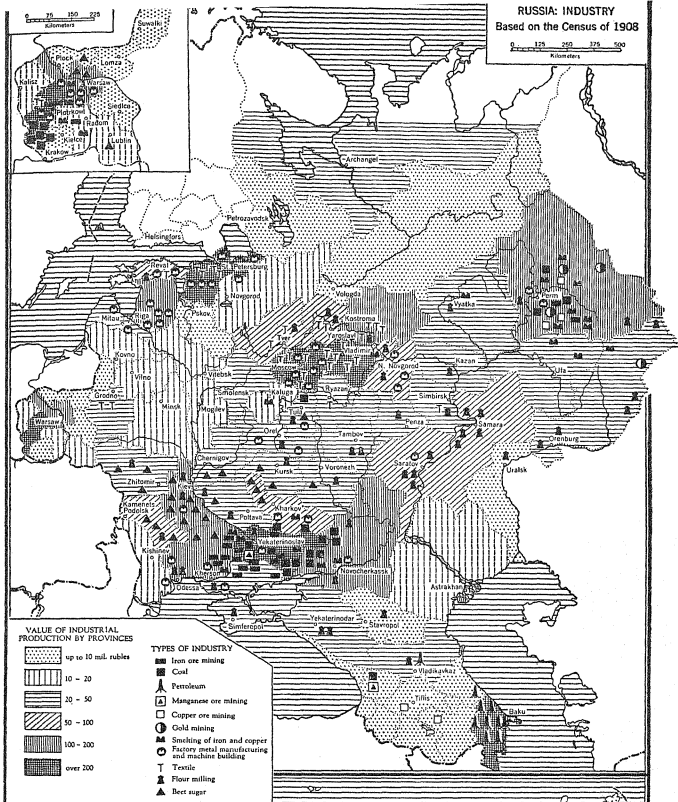 RUSSIA: INDUSTRY
Based on the Census of 1908
0 125 250 375 500
Kilometers
0 75 150 225
Kilometers
Suwalki
Plock
Lomza
Kalisz
Warsaw
Siedlce
Piotrkow
Radom
Kielce
Lublin
Krakow
Archangel
Petrozavodsk
Helsingfors
St. Petersburg
Reval
Novgorod
Vologda
Perm
Pskov
Kostroma
Vyatka
Riga
Mitau
Tver
Yaroslavl
Vladimir
Kovno
Vitebsk
Moscow
N. Novgorod
Kazan
Ufa
Vilno
Smolensk
Kaluga
Ryazan
Simbirsk
Grodno
Minsk
Mogilev
Tula
Warsaw
Orel
Tambov
Penza
Samara
Orenburg
Chernigov
Kursk
Voronezh
Saratov
Uralsk
Zhitomir
Kiev
Kamenets
Podolsk
Poltava
Kharkov
Kishinev
Yekaterinoslav
Kherson
Novocherkassk
Odessa
Astrakhan
Simferopol
Yekaterinodar
Stavropol
Vladikavkaz
Tiflis
Baku
VALUE OF INDUSTRIAL
PRODUCTION BY PROVINCES
up to 10 mil. rubles
10 – 20
20 – 50
50 – 100
100 – 200
over 200
TYPES OF INDUSTRY
Iron ore mining
Coal
Petroleum
Manganese ore mining
Copper ore mining
Gold mining
Smelting of iron and copper
Factory metal manufacturing
and machine building
Textile
Flour milling
Beet sugar